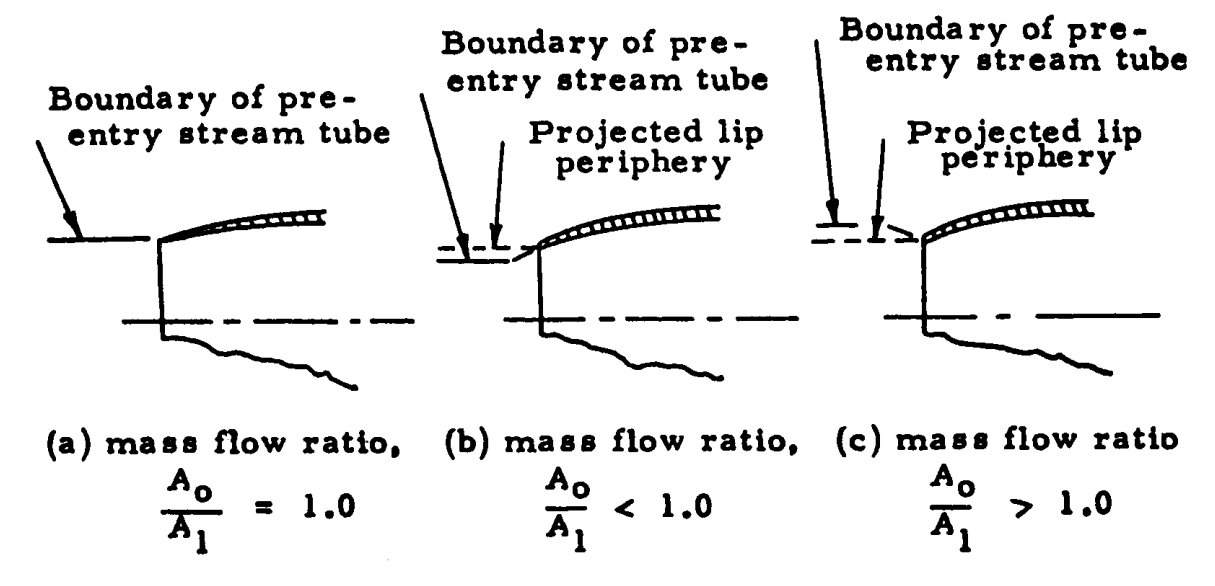 Boundary of pre-
entry stream tube
Boundary of pre-
entry stream tube
Projected lip
periphery
Boundary of pre-
entry stream tube
Projected lip
periphery
(a) mass flow ratio,
A₀/A₁ = 1.0
(b) mass flow ratio,
A₀/A₁ < 1.0
(c) mass flow ratio
A₀/A₁ > 1.0